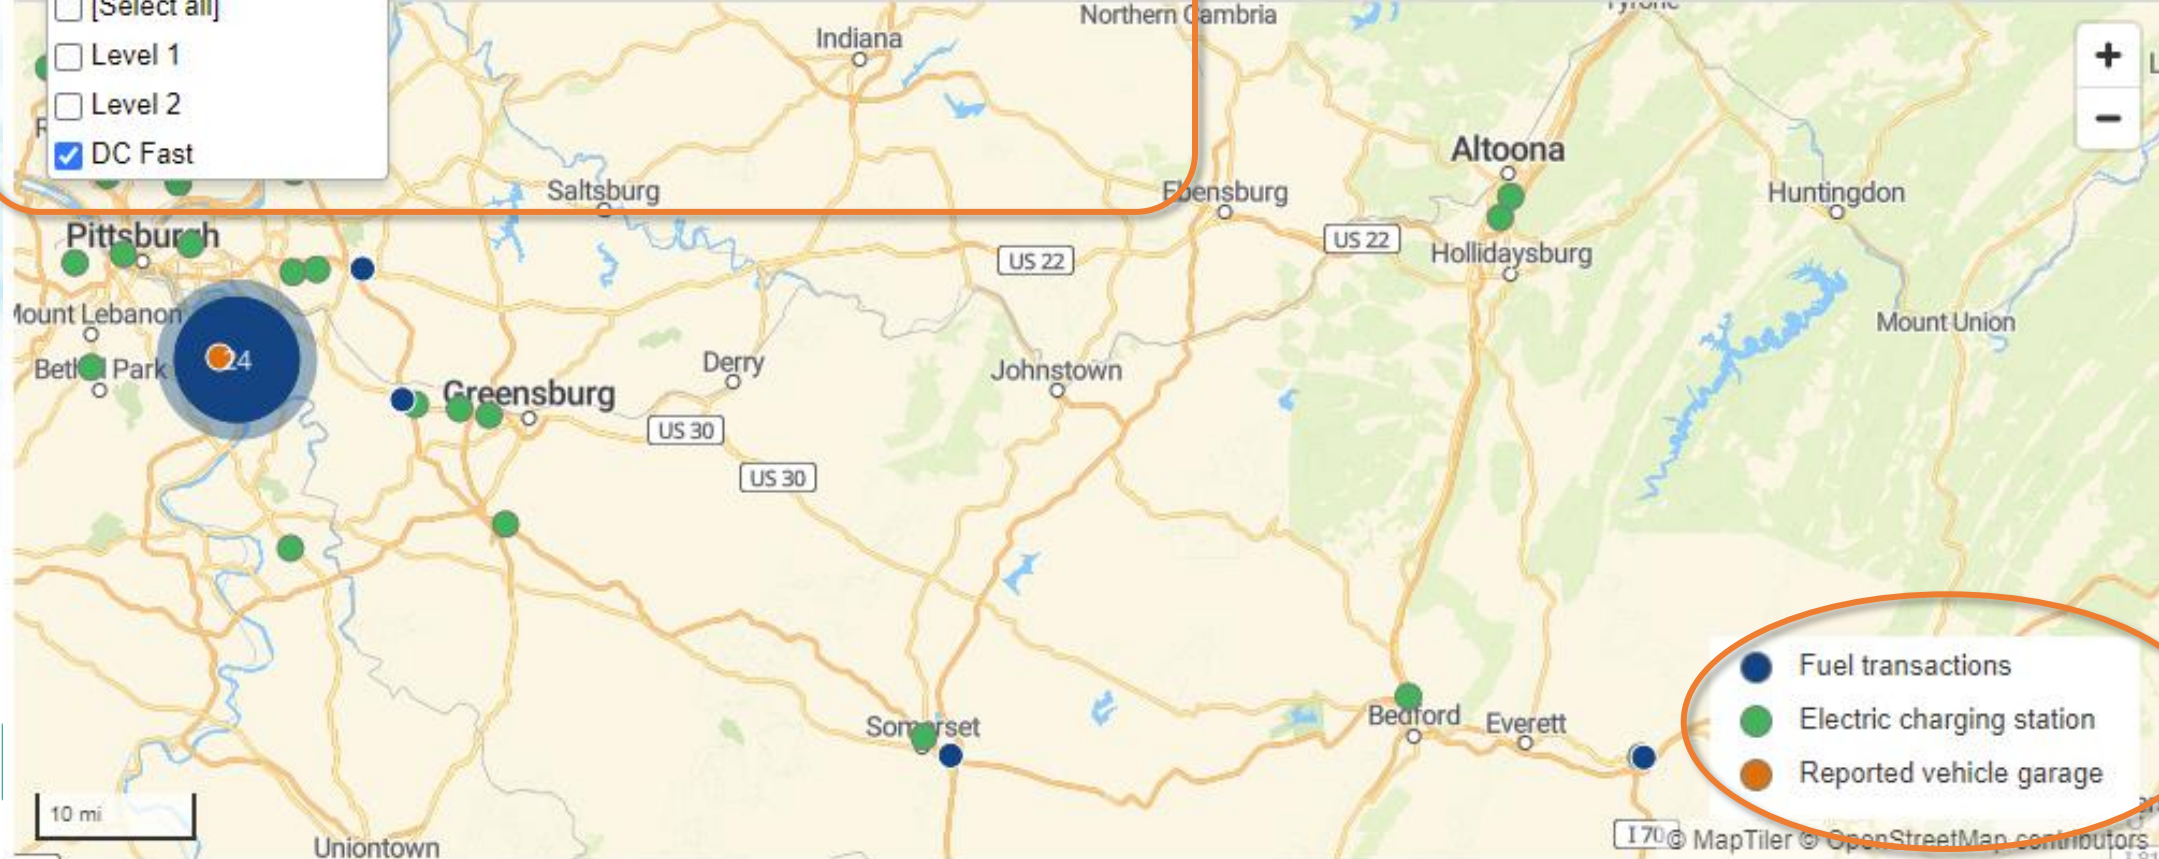 [Select all]
Level 1
Level 2
DC Fast
Northern Cambria
Tyrone
Indiana
+
−
Altoona
Saltsburg
Ebensburg
Huntingdon
Pittsburgh
US 22
US 22
Hollidaysburg
Mount Lebanon
Mount Union
24
Bethel Park
Derry
Johnstown
Greensburg
US 30
US 30
Fuel transactions
Bedford
Everett
Electric charging station
Somerset
Reported vehicle garage
10 mi
I 70
© MapTiler © OpenStreetMap contributors
Uniontown